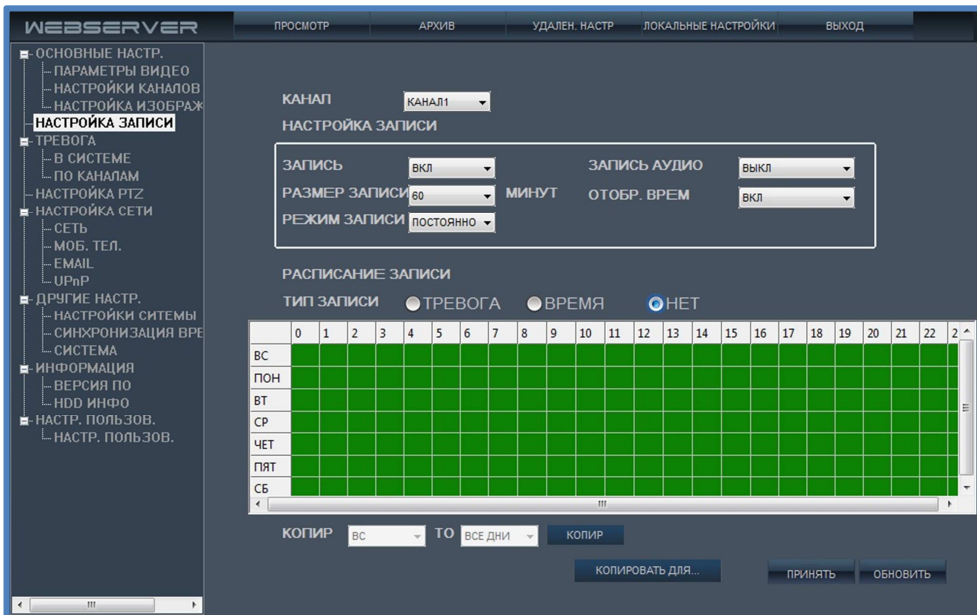 WEBSERVER
ПРОСМОТР АРХИВ УДАЛЕН. НАСТР ЛОКАЛЬНЫЕ НАСТРОЙКИ ВЫХОД
ОСНОВНЫЕ НАСТР.
ПАРАМЕТРЫ ВИДЕО
НАСТРОЙКИ КАНАЛОВ
НАСТРОЙКА ИЗОБРАЖ
НАСТРОЙКА ЗАПИСИ
ТРЕВОГА
В СИСТЕМЕ
ПО КАНАЛАМ
НАСТРОЙКА PTZ
НАСТРОЙКА СЕТИ
СЕТЬ
МОБ. ТЕЛ.
EMAIL
UPnP
ДРУГИЕ НАСТР.
НАСТРОЙКИ СИТЕМЫ
СИНХРОНИЗАЦИЯ ВРЕ
СИСТЕМА
ИНФОРМАЦИЯ
ВЕРСИЯ ПО
HDD ИНФО
НАСТР. ПОЛЬЗОВ.
НАСТР. ПОЛЬЗОВ.
КАНАЛ КАНАЛ1
НАСТРОЙКА ЗАПИСИ
ЗАПИСЬ ВКЛ ЗАПИСЬ АУДИО ВЫКЛ
РАЗМЕР ЗАПИСИ 60 МИНУТ ОТОБР. ВРЕМ ВКЛ
РЕЖИМ ЗАПИСИ ПОСТОЯННО
РАСПИСАНИЕ ЗАПИСИ
ТИП ЗАПИСИ ТРЕВОГА ВРЕМЯ НЕТ
0 1 2 3 4 5 6 7 8 9 10 11 12 13 14 15 16 17 18 19 20 21 22 2
ВС
ПОН
ВТ
СР
ЧЕТ
ПЯТ
СБ
КОПИР ВС ТО ВСЕ ДНИ КОПИР
КОПИРОВАТЬ ДЛЯ...
ПРИНЯТЬ ОБНОВИТЬ